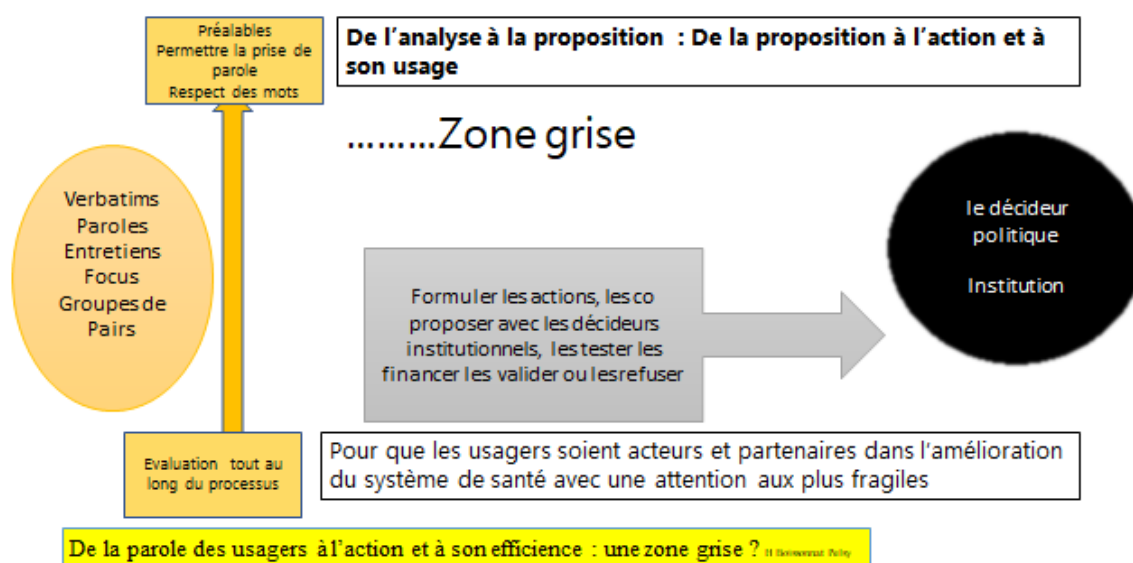 Préalables
Permettre la prise de
parole
Respect des mots
De l'analyse à la proposition : De la proposition à l'action et à
son usage
.........Zone grise
Verbatims
Paroles
Entretiens
Focus
Groupes de
Pairs
Formuler les actions, les co
proposer avec les décideurs
institutionnels, les tester les
financer les valider ou les refuser
le décideur
politique
Institution
Evaluation tout au
long du processus
Pour que les usagers soient acteurs et partenaires dans l'amélioration
du système de santé avec une attention aux plus fragiles
De la parole des usagers à l'action et à son efficience : une zone grise ?